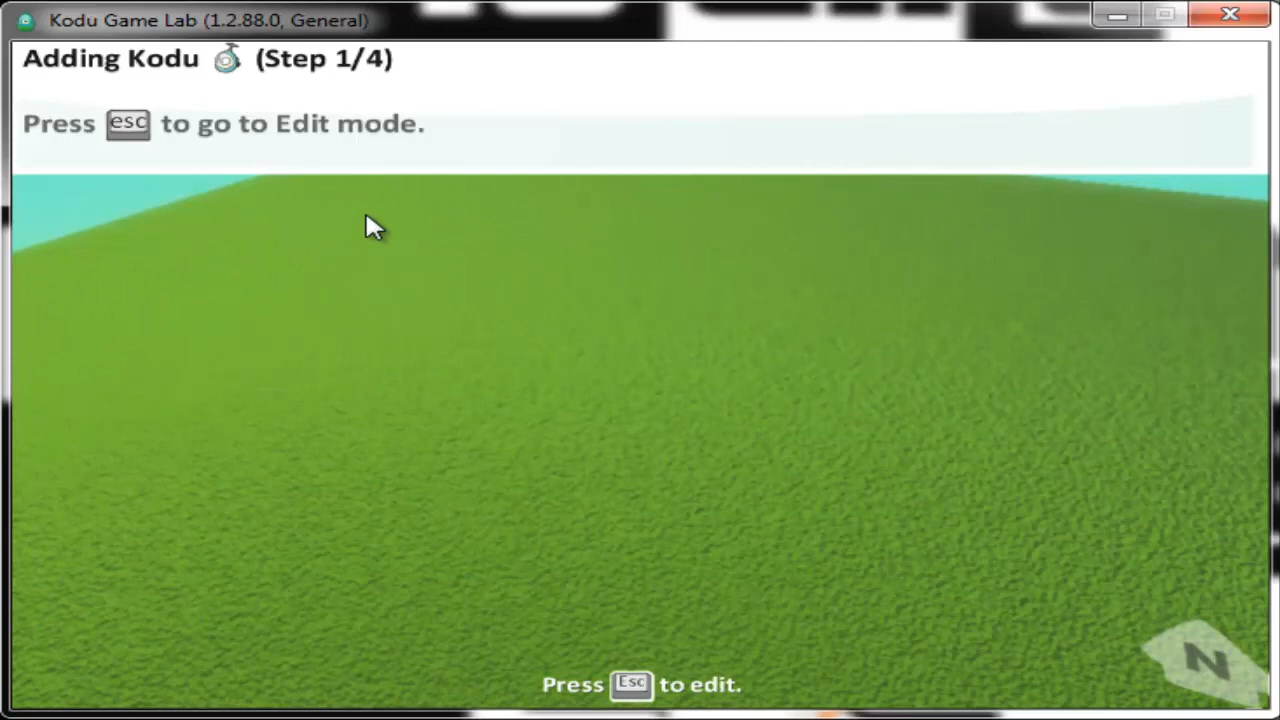 Kodu Game Lab (1.2.88.0, General)
Adding Kodu (Step 1/4)
Press esc to go to Edit mode.
Press Esc to edit.
N